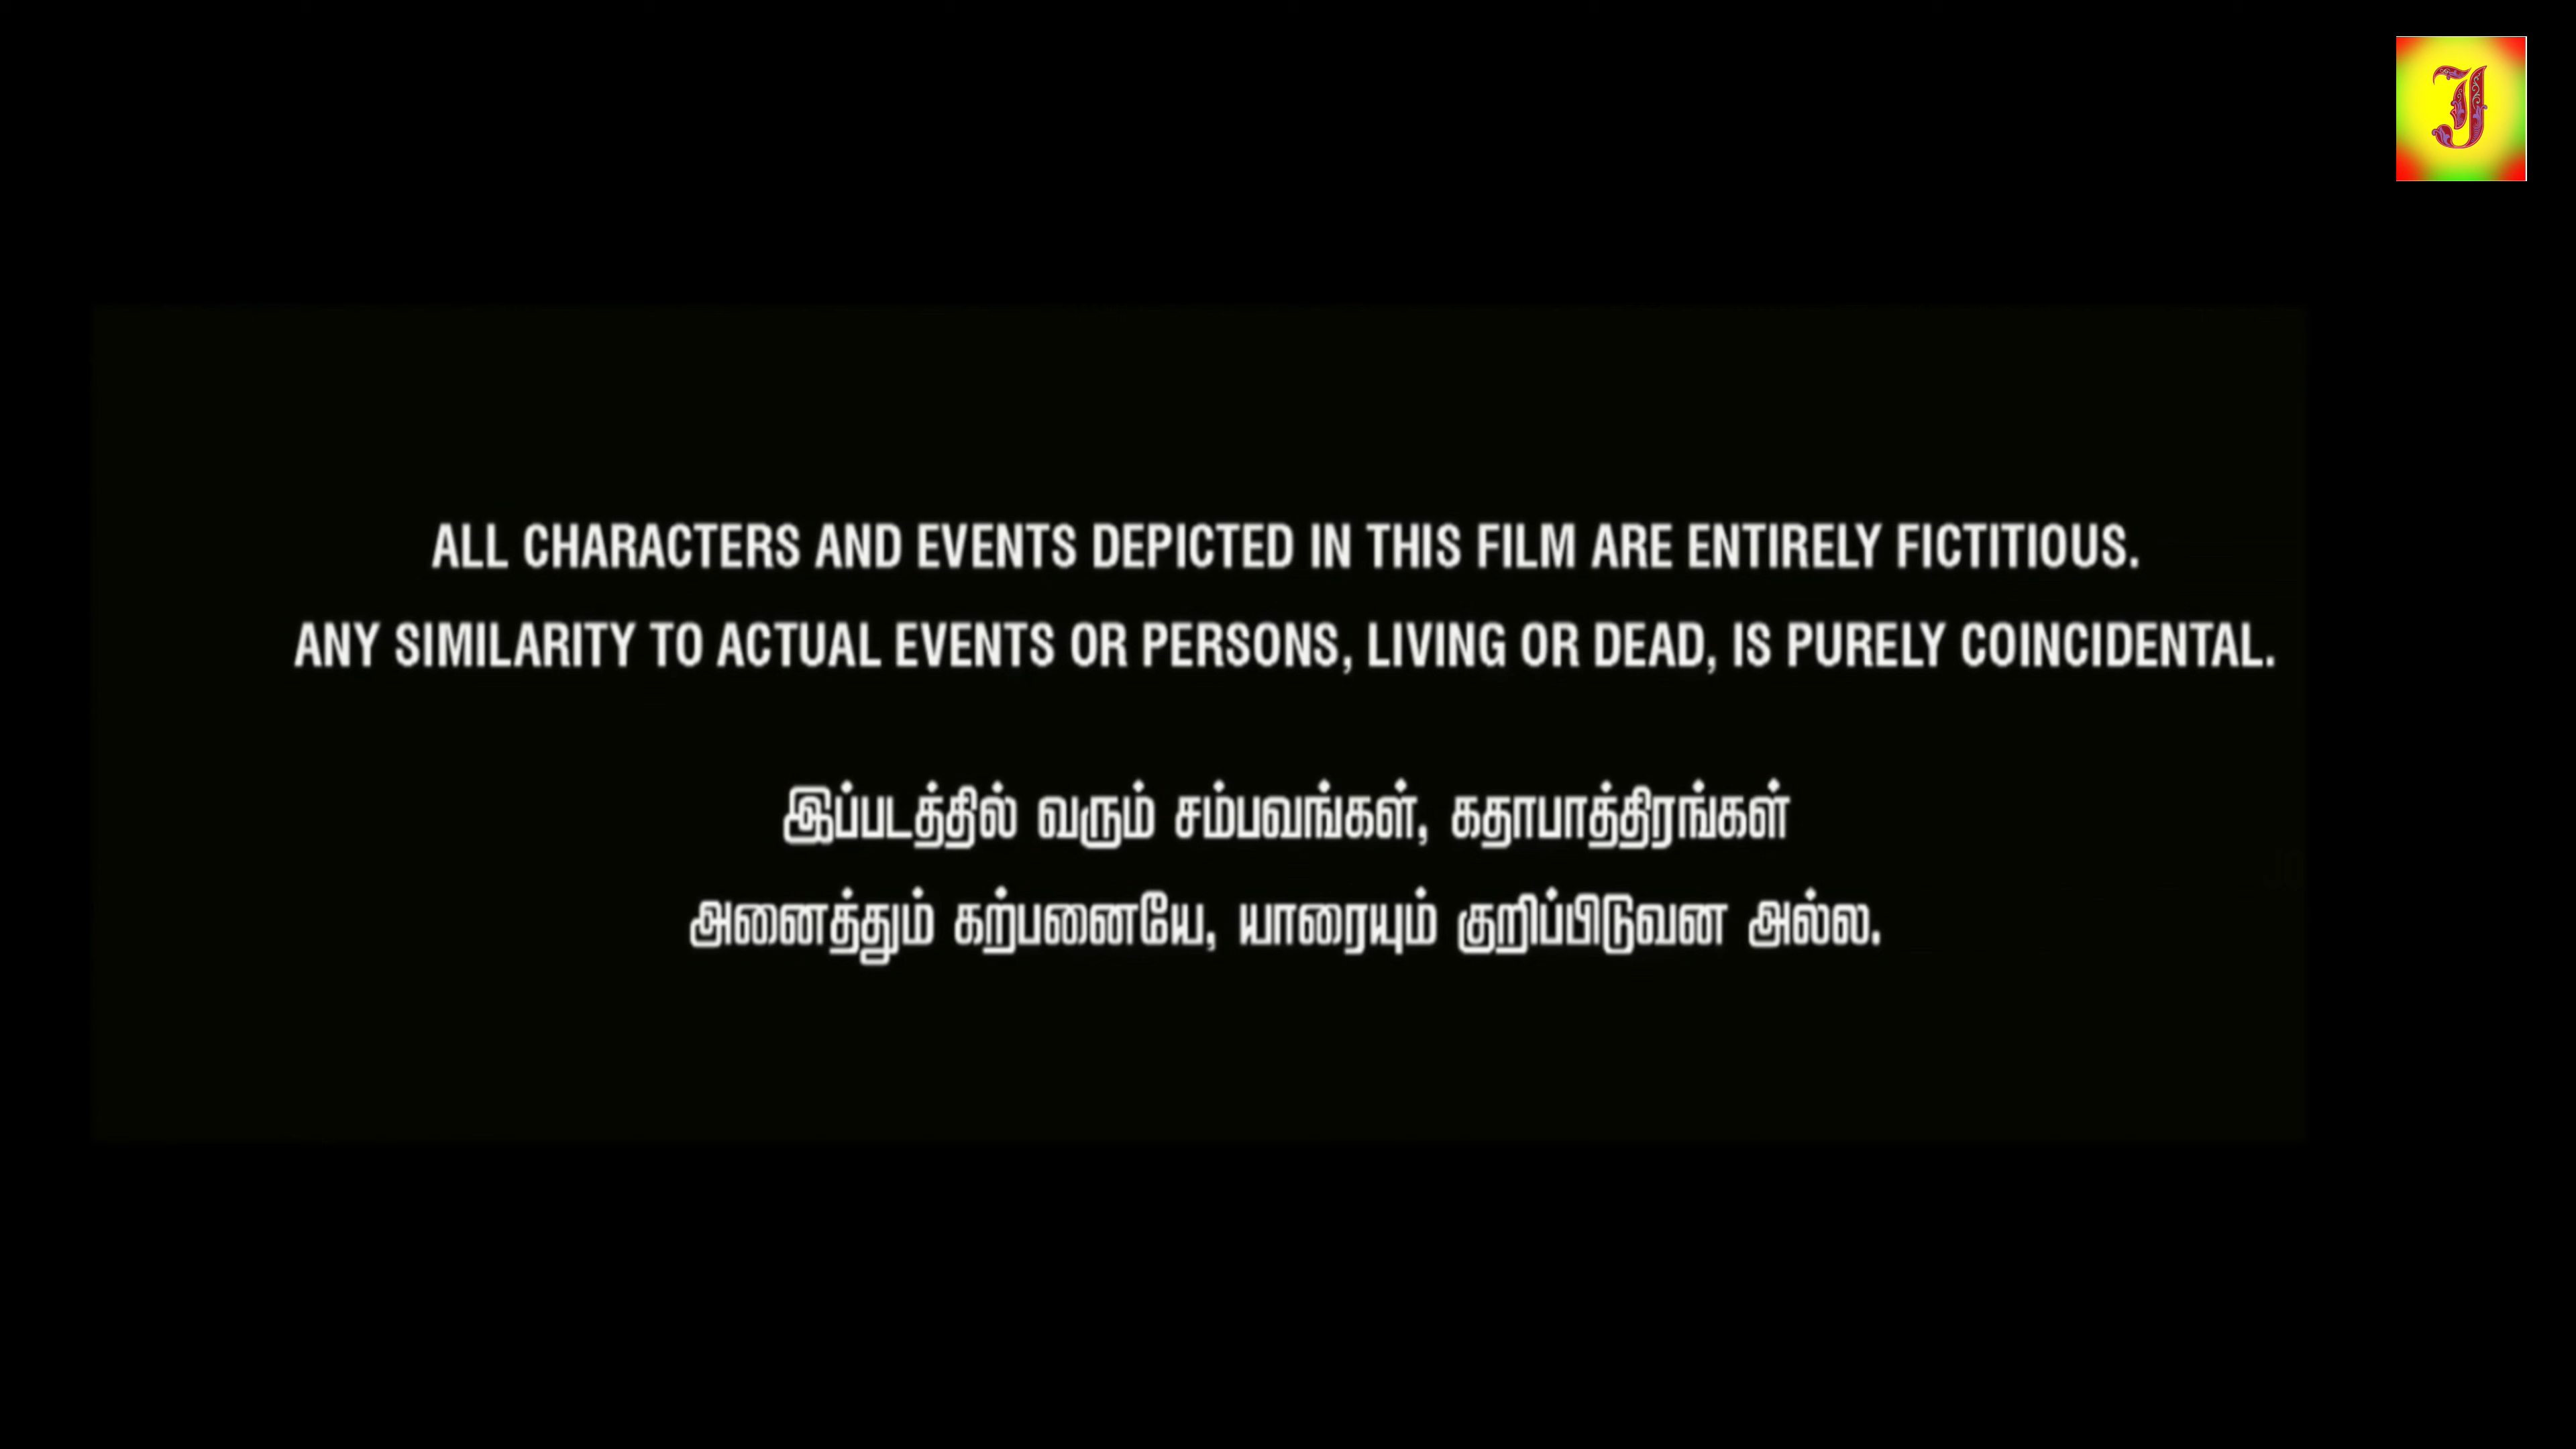 J
ALL CHARACTERS AND EVENTS DEPICTED IN THIS FILM ARE ENTIRELY FICTITIOUS.
ANY SIMILARITY TO ACTUAL EVENTS OR PERSONS, LIVING OR DEAD, IS PURELY COINCIDENTAL.
இப்படத்தில் வரும் சம்பவங்கள், கதாபாத்திரங்கள்
அனைத்தும் கற்பனையே, யாரையும் குறிப்பிடுவன அல்ல.